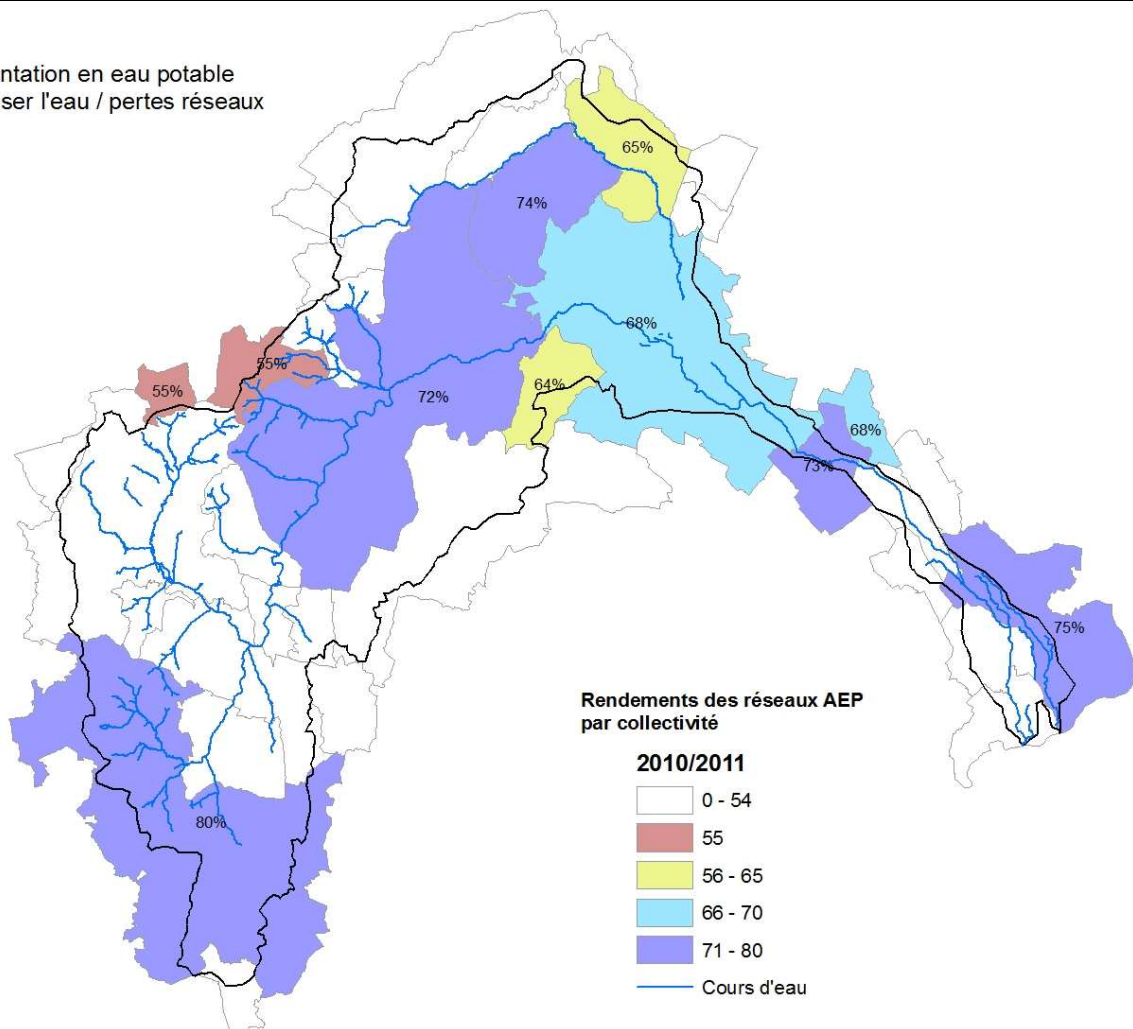 ntation en eau potable
ser l'eau / pertes réseaux
65%
74%
68%
55%
55%
64%
72%
68%
73%
75%
80%
Rendements des réseaux AEP
par collectivité
2010/2011
0 - 54
55
56 - 65
66 - 70
71 - 80
Cours d'eau